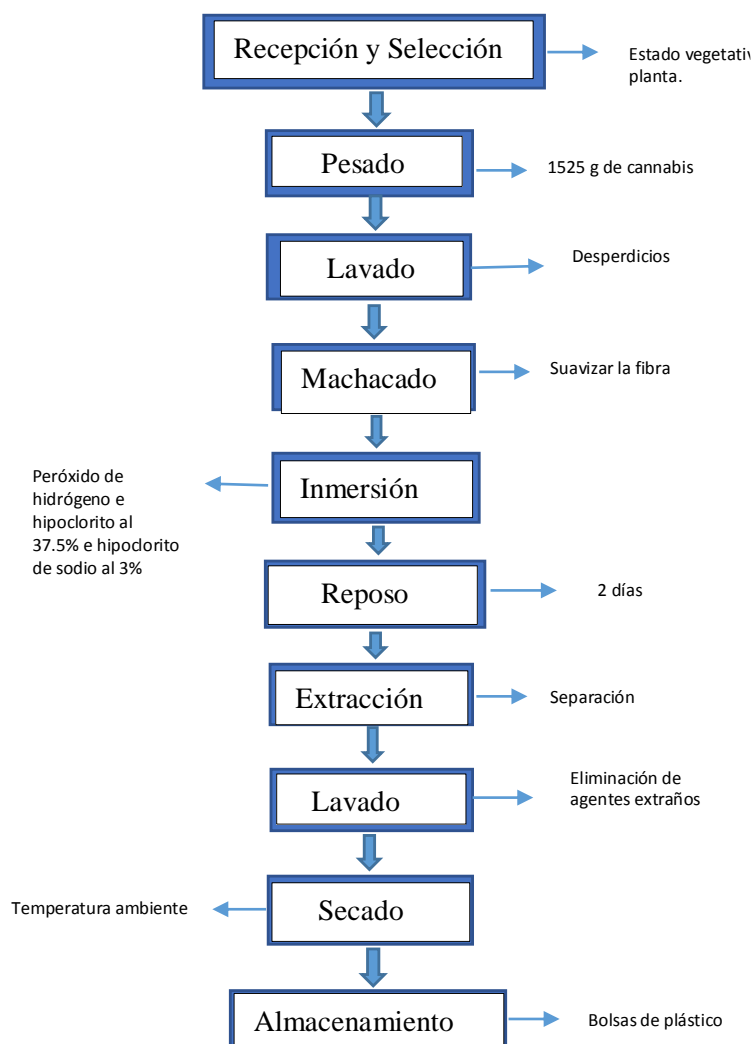 Recepción y Selección
Estado vegetativ
planta.
Pesado
1525 g de cannabis
Lavado
Desperdicios
Machacado
Suavizar la fibra
Peróxido de
hidrógeno e
hipoclorito al
37.5% e hipoclorito
de sodio al 3%
Inmersión
Reposo
2 días
Extracción
Separación
Lavado
Eliminación de
agentes extraños
Temperatura ambiente
Secado
Almacenamiento
Bolsas de plástico